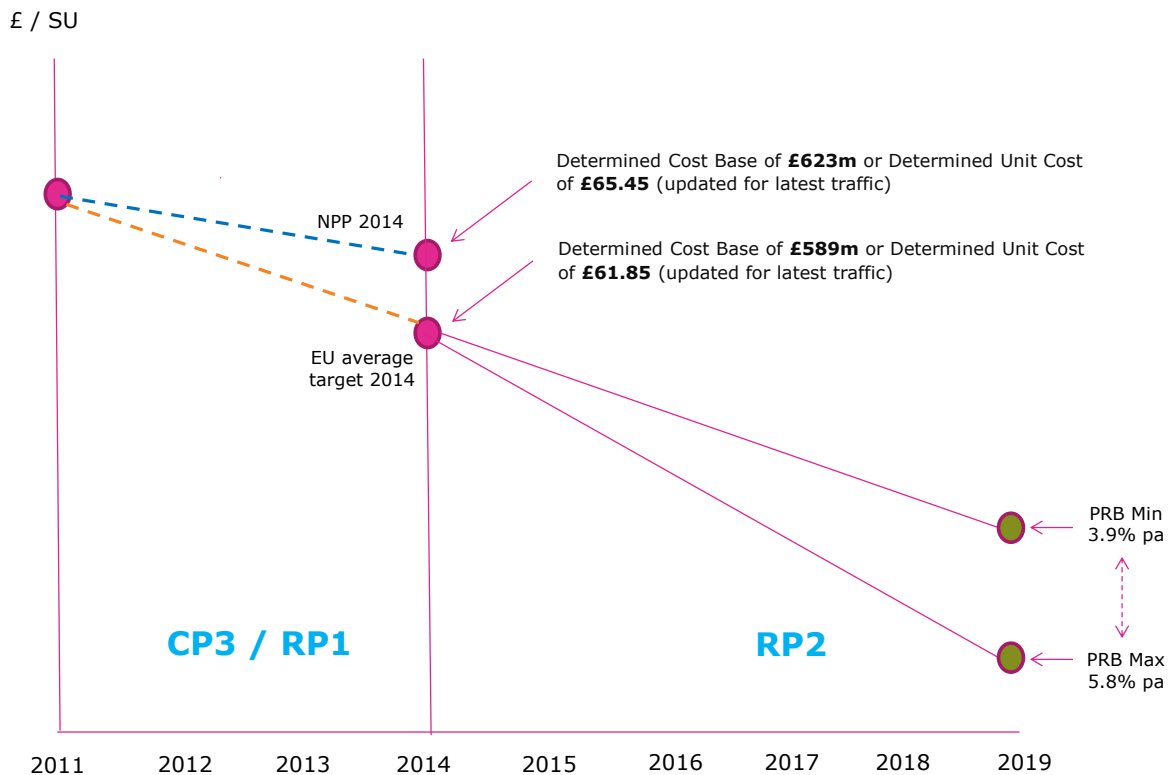 £ / SU
Determined Cost Base of £623m or Determined Unit Cost
of £65.45 (updated for latest traffic)
NPP 2014
Determined Cost Base of £589m or Determined Unit Cost
of £61.85 (updated for latest traffic)
EU average
target 2014
PRB Min
3.9% pa
CP3 / RP1
RP2
PRB Max
5.8% pa
2011
2012
2013
2014
2015
2016
2017
2018
2019